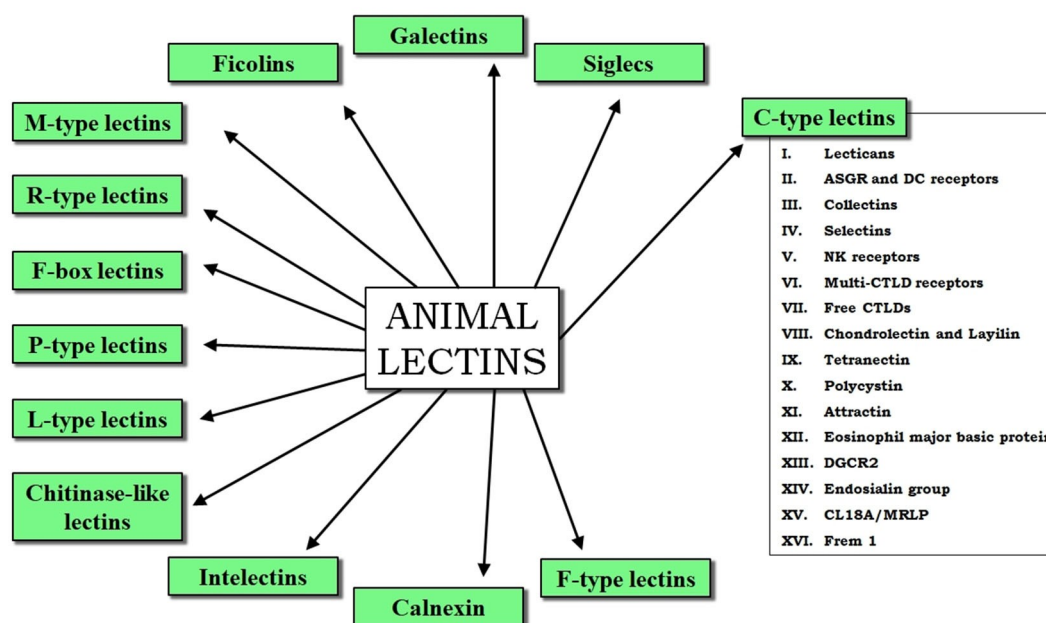 Galectins
Ficolins
Siglecs
M-type lectins
C-type lectins
R-type lectins
F-box lectins
P-type lectins
L-type lectins
Chitinase-like
lectins
Intelectins
Calnexin
F-type lectins
ANIMAL
LECTINS
I. Lecticans
II. ASGR and DC receptors
III. Collectins
IV. Selectins
V. NK receptors
VI. Multi-CTLD receptors
VII. Free CTLDs
VIII. Chondrolectin and Layilin
IX. Tetranectin
X. Polycystin
XI. Attractin
XII. Eosinophil major basic protein
XIII. DGCR2
XIV. Endosialin group
XV. CL18A/MRLP
XVI. Frem 1